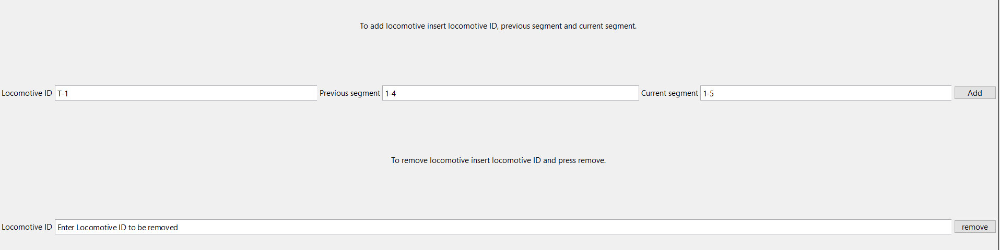 To add locomotive insert locomotive ID, previous segment and current segment.
Locomotive ID T-1 Previous segment 1-4 Current segment 1-5 Add
To remove locomotive insert locomotive ID and press remove.
Locomotive ID Enter Locomotive ID to be removed remove